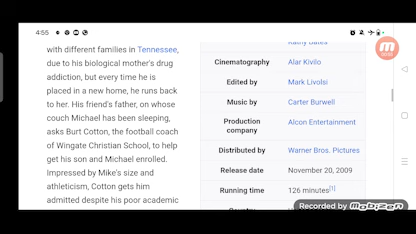 4:55
with different families in Tennessee,
due to his biological mother's drug
addiction, but every time he is
placed in a new home, he runs back
to her. His friend's father, on whose
couch Michael has been sleeping,
asks Burt Cotton, the football coach
of Wingate Christian School, to help
get his son and Michael enrolled.
Impressed by Mike's size and
athleticism, Cotton gets him
admitted despite his poor academic
Kathy Bates
Cinematography Alar Kivilo
Edited by Mark Livolsi
Music by Carter Burwell
Production company Alcon Entertainment
Distributed by Warner Bros. Pictures
Release date November 20, 2009
Running time 126 minutes[1]
Country
Recorded by Mobizen